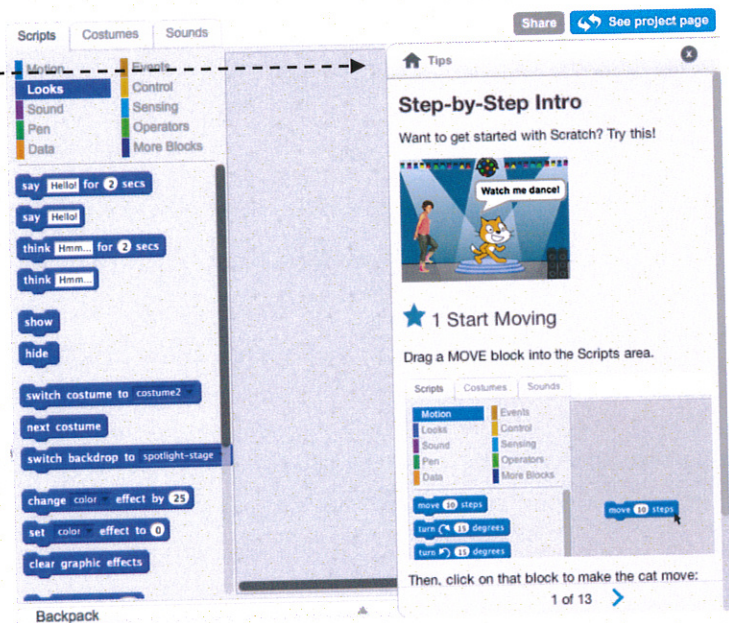 Share
See project page
Scripts
Costumes
Sounds
Motion
Events
Looks
Control
Sound
Sensing
Pen
Operators
Data
More Blocks
say Hello! for 2 secs
say Hello!
think Hmm... for 2 secs
think Hmm...
show
hide
switch costume to costume2
next costume
switch backdrop to spotlight-stage
change color effect by 25
set color effect to 0
clear graphic effects
Backpack
Tips
x
Step-by-Step Intro
Want to get started with Scratch? Try this!
Watch me dance!
1 Start Moving
Drag a MOVE block into the Scripts area.
Scripts
Costumes
Sounds
Motion
Events
Looks
Control
Sound
Sensing
Pen
Operators
Data
More Blocks
move 10 steps
turn 15 degrees
turn 15 degrees
move 10 steps
Then, click on that block to make the cat move:
1 of 13